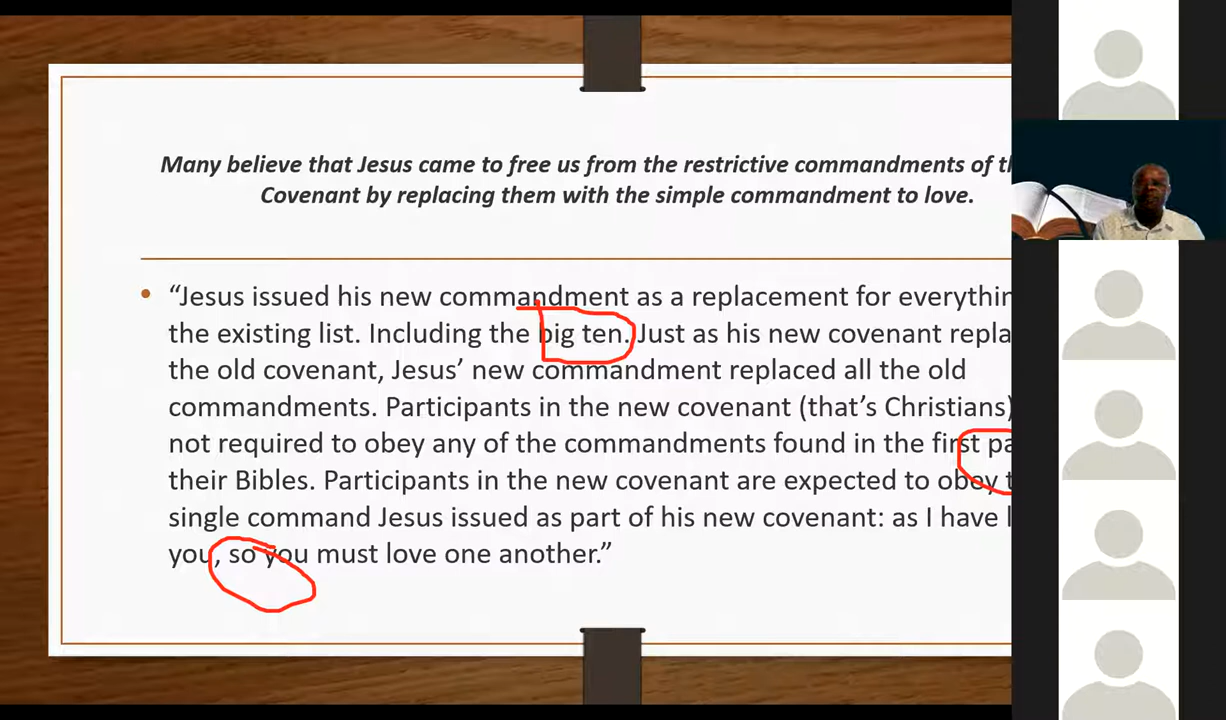 Many believe that Jesus came to free us from the restrictive commandments of
Covenant by replacing them with the simple commandment to love.
“Jesus issued his new commandment as a replacement for
the existing list. Including the big ten. Just as his new covenant
the old covenant, Jesus’ new commandment replaced all the old
commandments. Participants in the new covenant (that’s Christians)
not required to obey any of the commandments found in the first
their Bibles. Participants in the new covenant are expected to obey
single command Jesus issued as part of his new covenant: as I have
you, so you must love one another.”